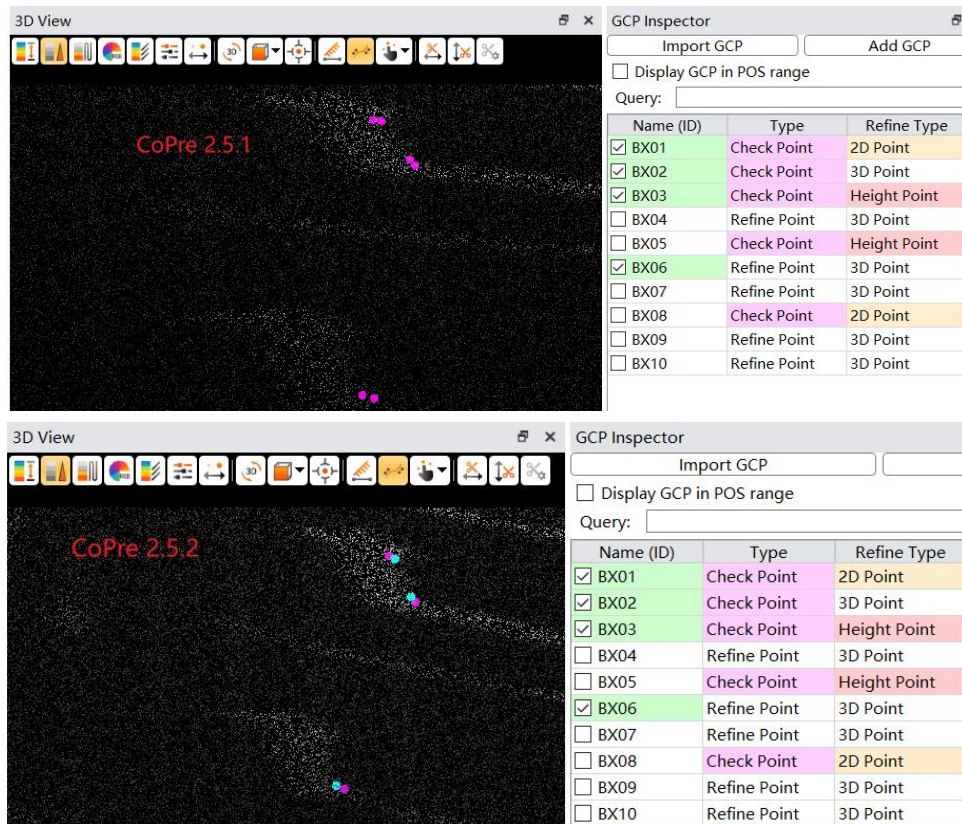 3D View
GCP Inspector
3D
RGB
Import GCP
Add GCP
Display GCP in POS range
Query:
CoPre 2.5.1
Name (ID) Type Refine Type
BX01 Check Point 2D Point
BX02 Check Point 3D Point
BX03 Check Point Height Point
BX04 Refine Point 3D Point
BX05 Check Point Height Point
BX06 Refine Point 3D Point
BX07 Refine Point 3D Point
BX08 Check Point 2D Point
BX09 Refine Point 3D Point
BX10 Refine Point 3D Point
3D View
GCP Inspector
RGB
3D
Import GCP
Display GCP in POS range
Query:
CoPre 2.5.2
Name (ID) Type Refine Type
BX01 Check Point 2D Point
BX02 Check Point 3D Point
BX03 Check Point Height Point
BX04 Refine Point 3D Point
BX05 Check Point Height Point
BX06 Refine Point 3D Point
BX07 Refine Point 3D Point
BX08 Check Point 2D Point
BX09 Refine Point 3D Point
BX10 Refine Point 3D Point